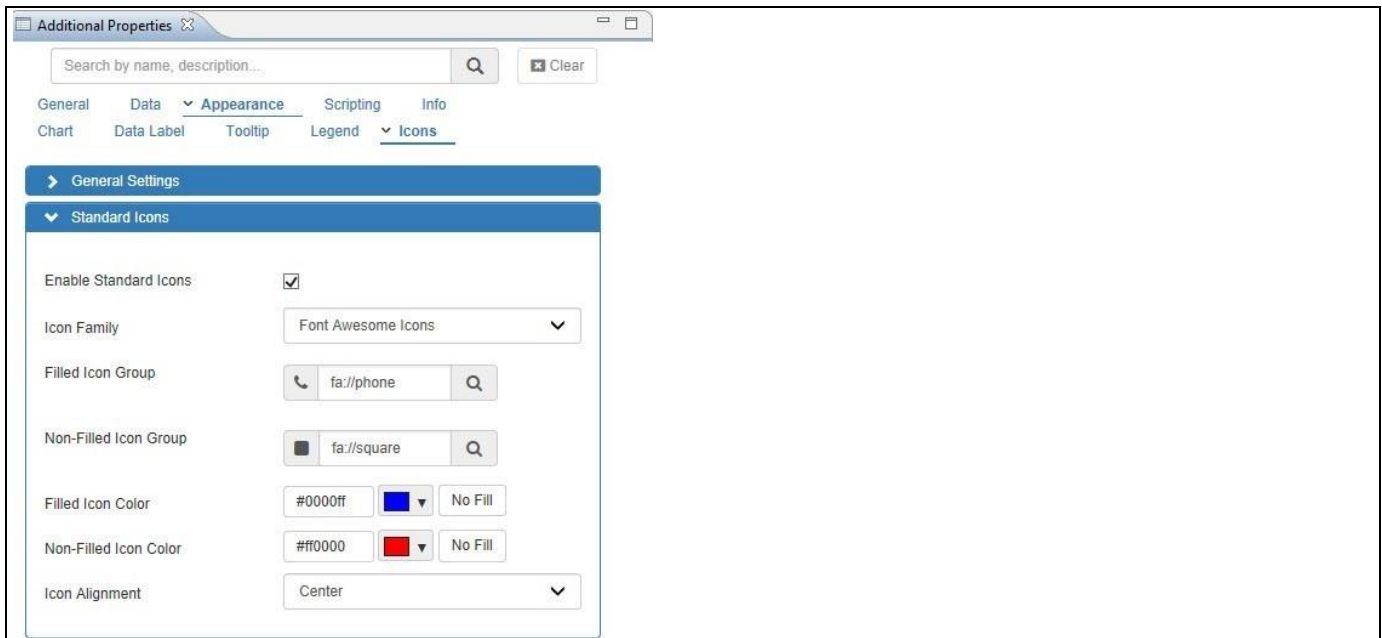 Additional Properties
Search by name, description... Clear
General Data Appearance Scripting Info
Chart Data Label Tooltip Legend Icons
General Settings
Standard Icons
Enable Standard Icons
Icon Family Font Awesome Icons
Filled Icon Group fa://phone
Non-Filled Icon Group fa://square
Filled Icon Color #0000ff No Fill
Non-Filled Icon Color #ff0000 No Fill
Icon Alignment Center